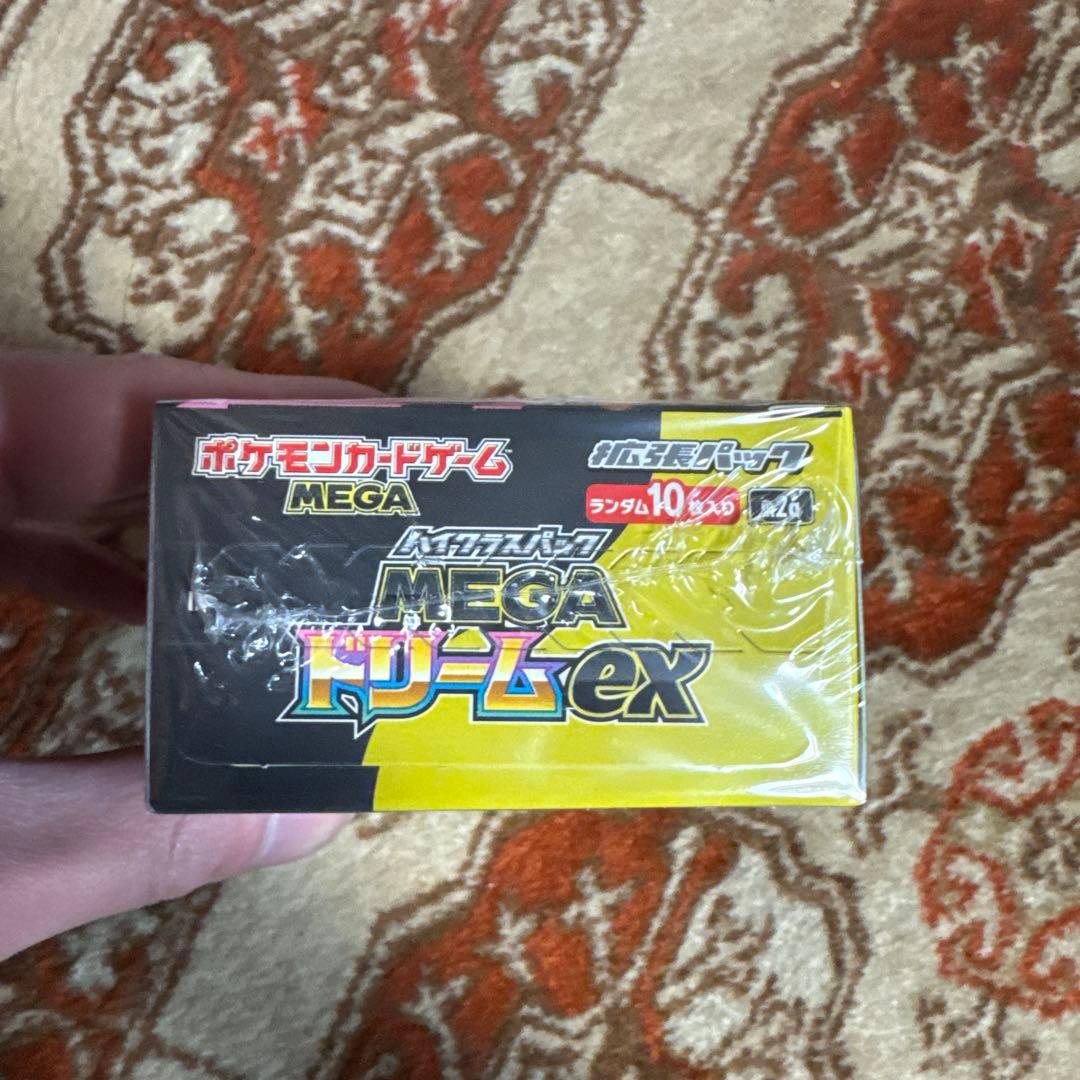 ポケモンカードゲーム
MEGA
拡張パック
ランダム10枚入り
ハイクラスパック
MEGA
ドリームex